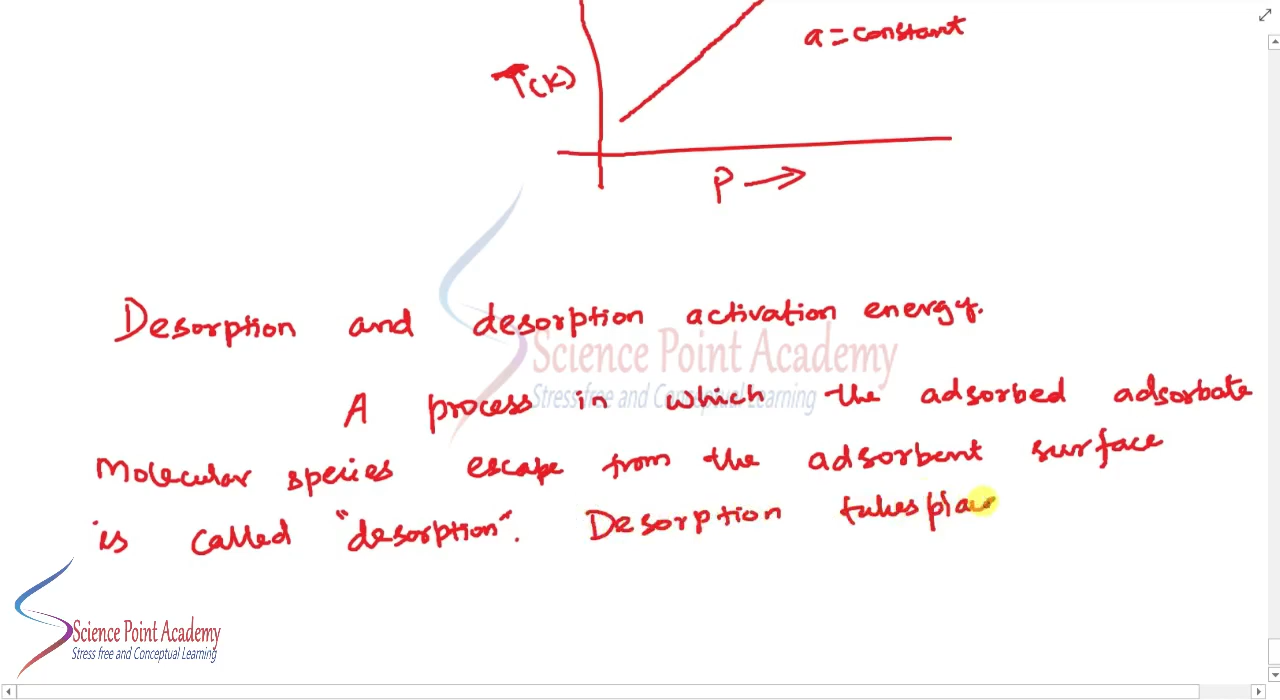 a = constant
T(K)
P →
Desorption and desorption activation energy.
Science Point Academy
Stress free and Conceptual Learning
A process in which the adsorbed adsorbate
Molecular species escape from the adsorbent surface
is called "desorption". Desorption takesplace
Science Point Academy
Stress free and Conceptual Learning